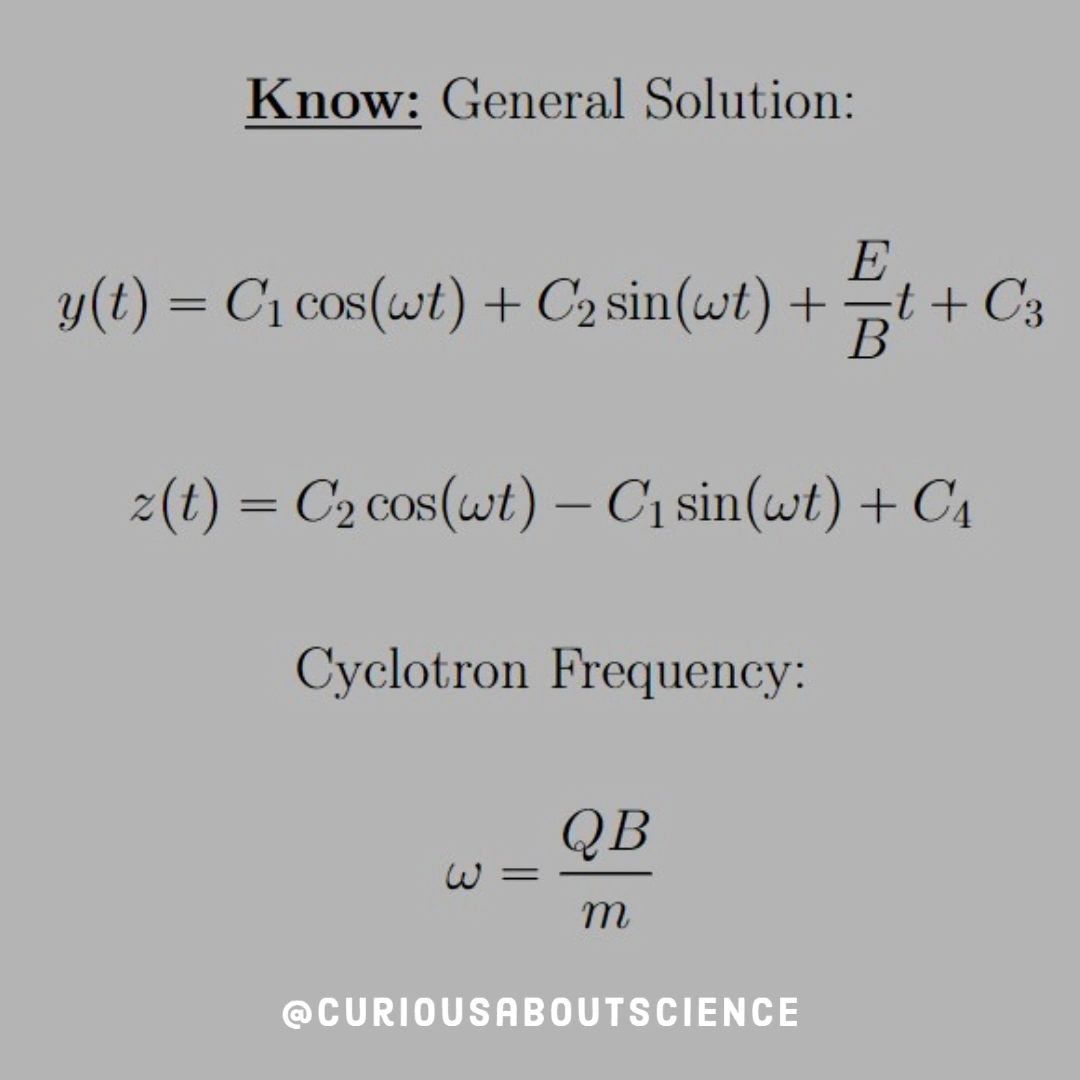 Know: General Solution:
y(t) = C₁ cos(ωt) + C₂ sin(ωt) + E/B t + C₃
z(t) = C₂ cos(ωt) − C₁ sin(ωt) + C₄
Cyclotron Frequency:
ω = QB/m
@CURIOUSABOUTSCIENCE